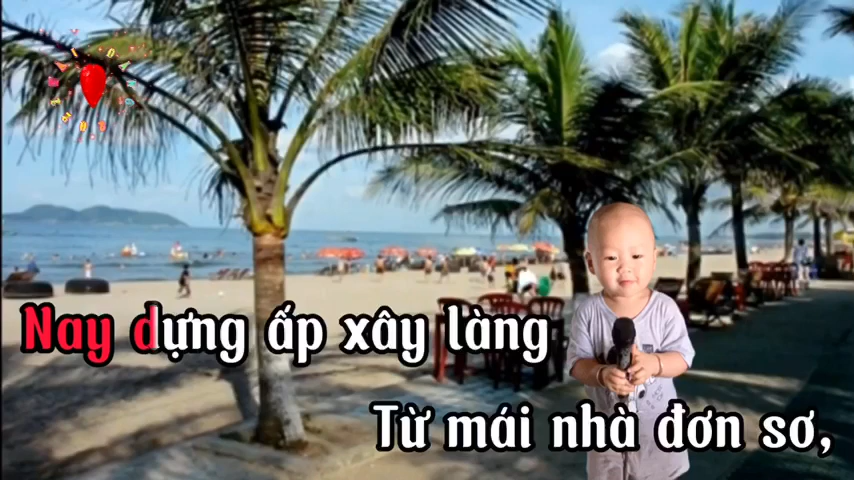 Nay dựng ấp xây làng
Từ mái nhà đơn sơ,